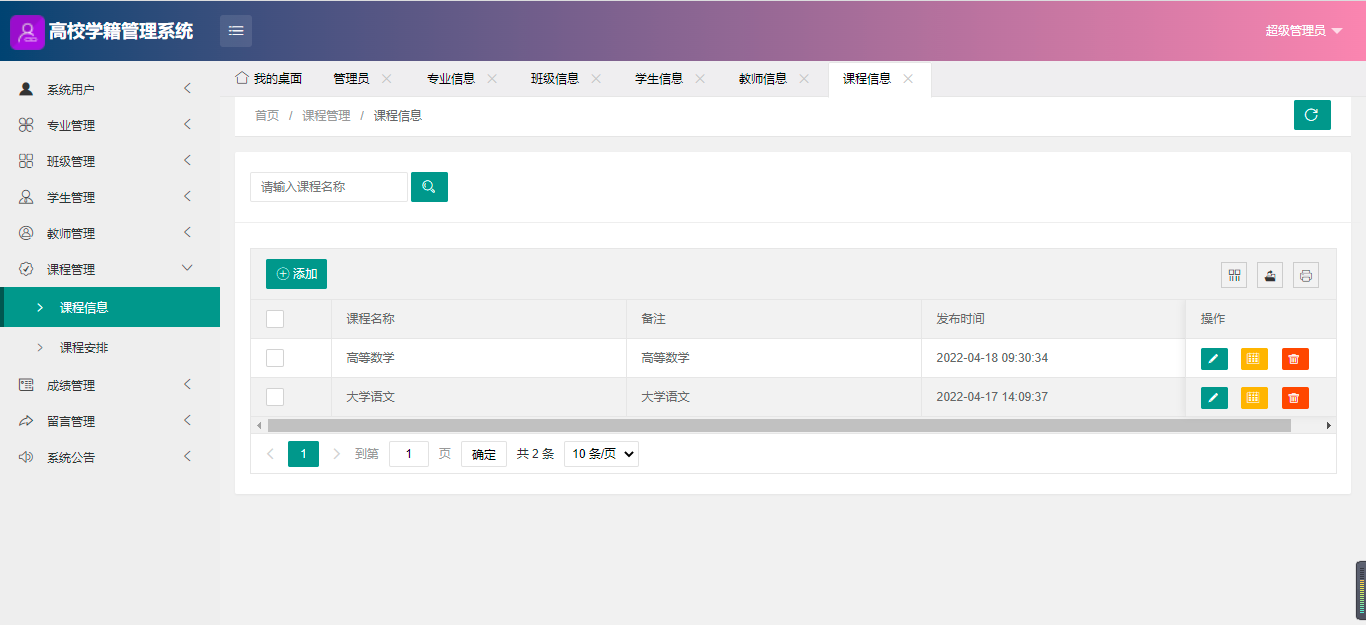 高校学籍管理系统
超级管理员
系统用户
专业管理
班级管理
学生管理
教师管理
课程管理
课程信息
课程安排
成绩管理
留言管理
系统公告
我的桌面 管理员 专业信息 班级信息 学生信息 教师信息 课程信息
首页 / 课程管理 / 课程信息
请输入课程名称
添加
课程名称 备注 发布时间 操作
高等数学 高等数学 2022-04-18 09:30:34
大学语文 大学语文 2022-04-17 14:09:37
1 到第 1 页 确定 共 2 条 10 条/页